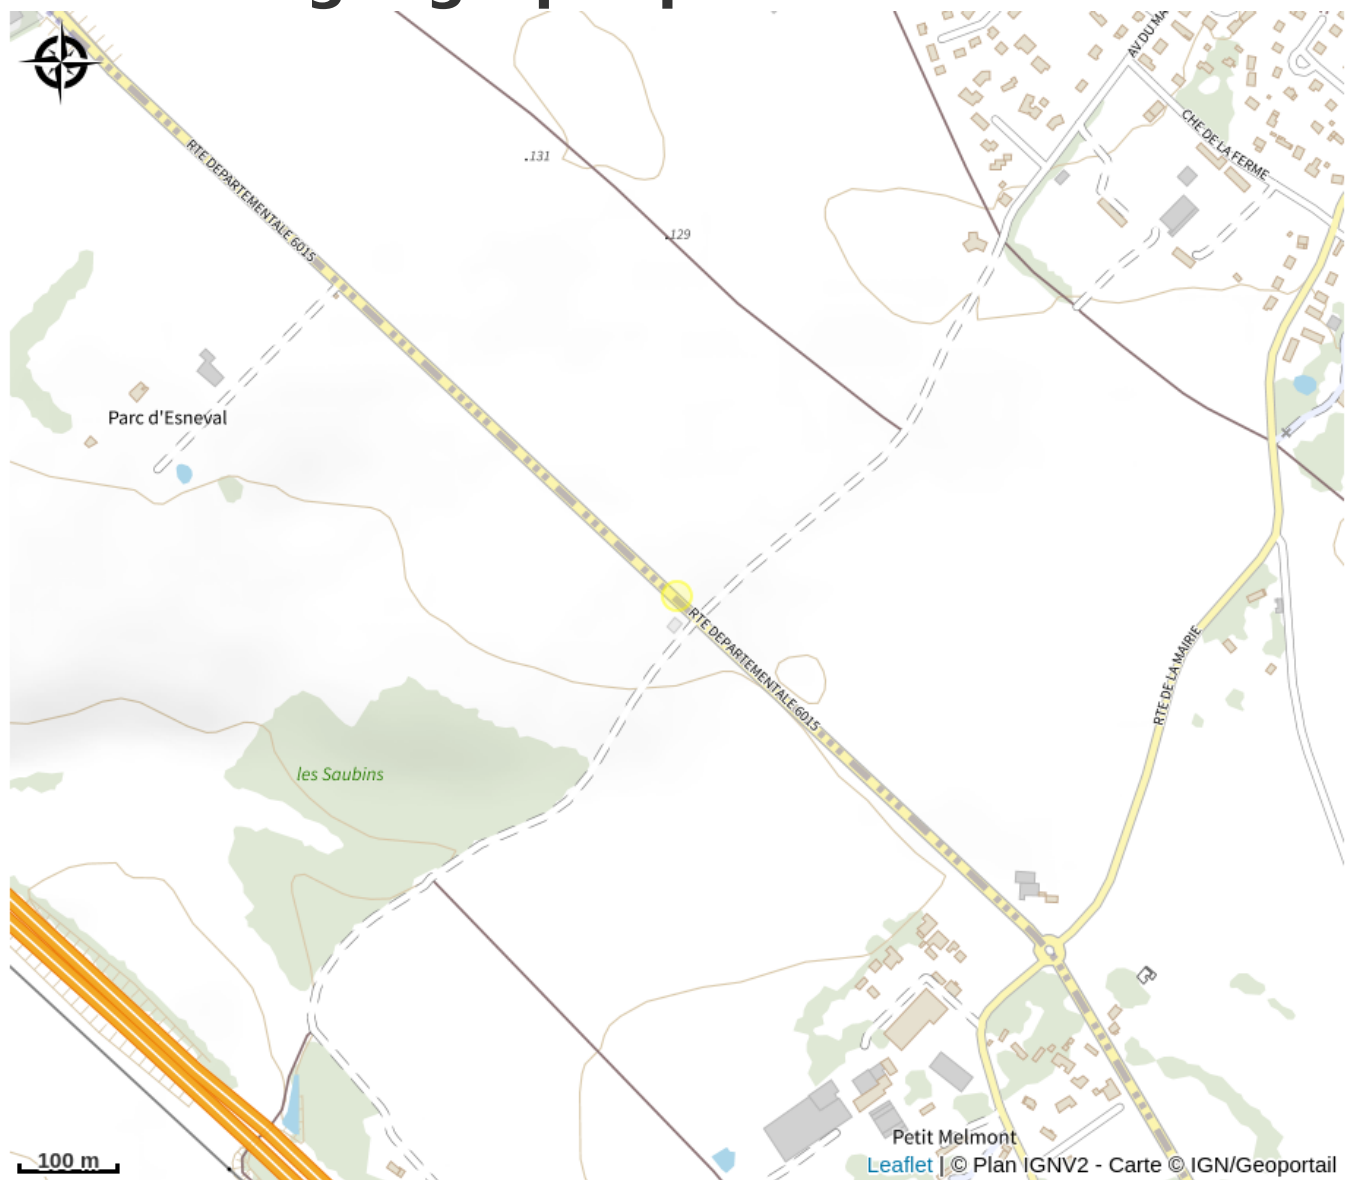 AV DU MA
CHE DE LA FERME
RTE DEPARTEMENTALE 6015
.131
.129
Parc d'Esneval
RTE DEPARTEMENTALE 6015
RTE DE LA MAIRIE
les Saubins
Petit Melmont
100 m
Leaflet | © Plan IGNV2 - Carte © IGN/Geoportail